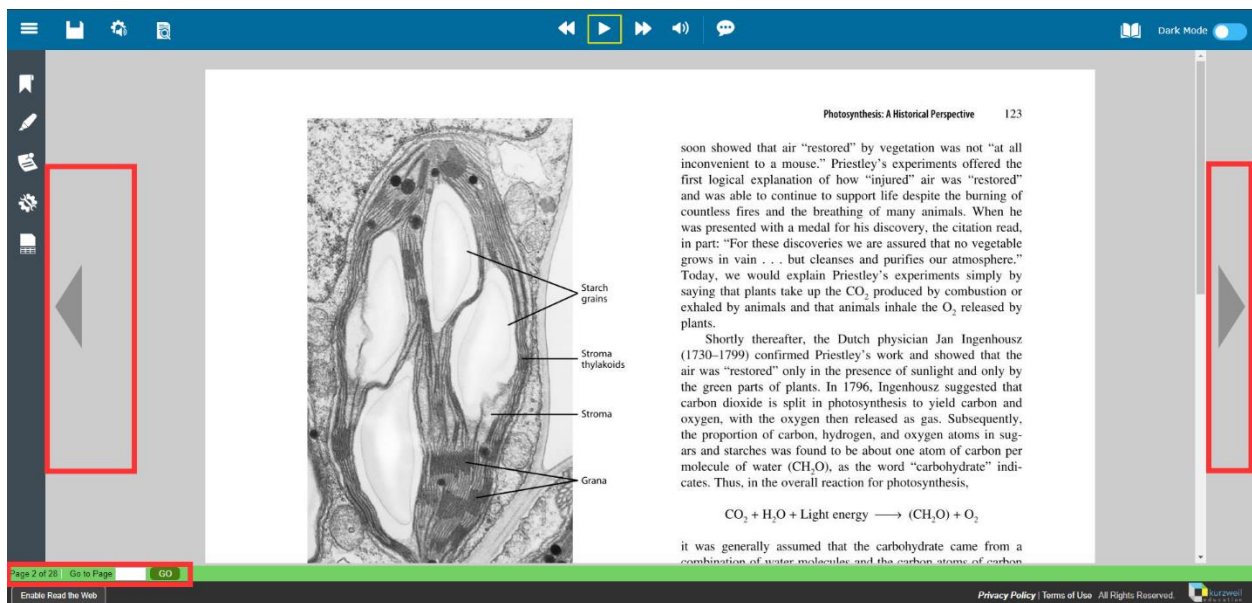 Dark Mode
Photosynthesis: A Historical Perspective 123
Starch
grains
Stroma
thylakoids
Stroma
Grana
soon showed that air “restored” by vegetation was not “at all
inconvenient to a mouse.” Priestley’s experiments offered the
first logical explanation of how “injured” air was “restored”
and was able to continue to support life despite the burning of
countless fires and the breathing of many animals. When he
was presented with a medal for his discovery, the citation read,
in part: “For these discoveries we are assured that no vegetable
grows in vain . . . but cleanses and purifies our atmosphere.”
Today, we would explain Priestley’s experiments simply by
saying that plants take up the CO₂ produced by combustion or
exhaled by animals and that animals inhale the O₂ released by
plants.
Shortly thereafter, the Dutch physician Jan Ingenhousz
(1730–1799) confirmed Priestley’s work and showed that the
air was “restored” only in the presence of sunlight and only by
the green parts of plants. In 1796, Ingenhousz suggested that
carbon dioxide is split in photosynthesis to yield carbon and
oxygen, with the oxygen then released as gas. Subsequently,
the proportion of carbon, hydrogen, and oxygen atoms in sug-
ars and starches was found to be about one atom of carbon per
molecule of water (CH₂O), as the word “carbohydrate” indi-
cates. Thus, in the overall reaction for photosynthesis,
CO₂ + H₂O + Light energy ⟶ (CH₂O) + O₂
it was generally assumed that the carbohydrate came from a
combination of water molecules and the carbon atoms of carbon
Page 2 of 28 Go to Page GO
Enable Read the Web
Privacy Policy | Terms of Use All Rights Reserved.
kurzweil
education